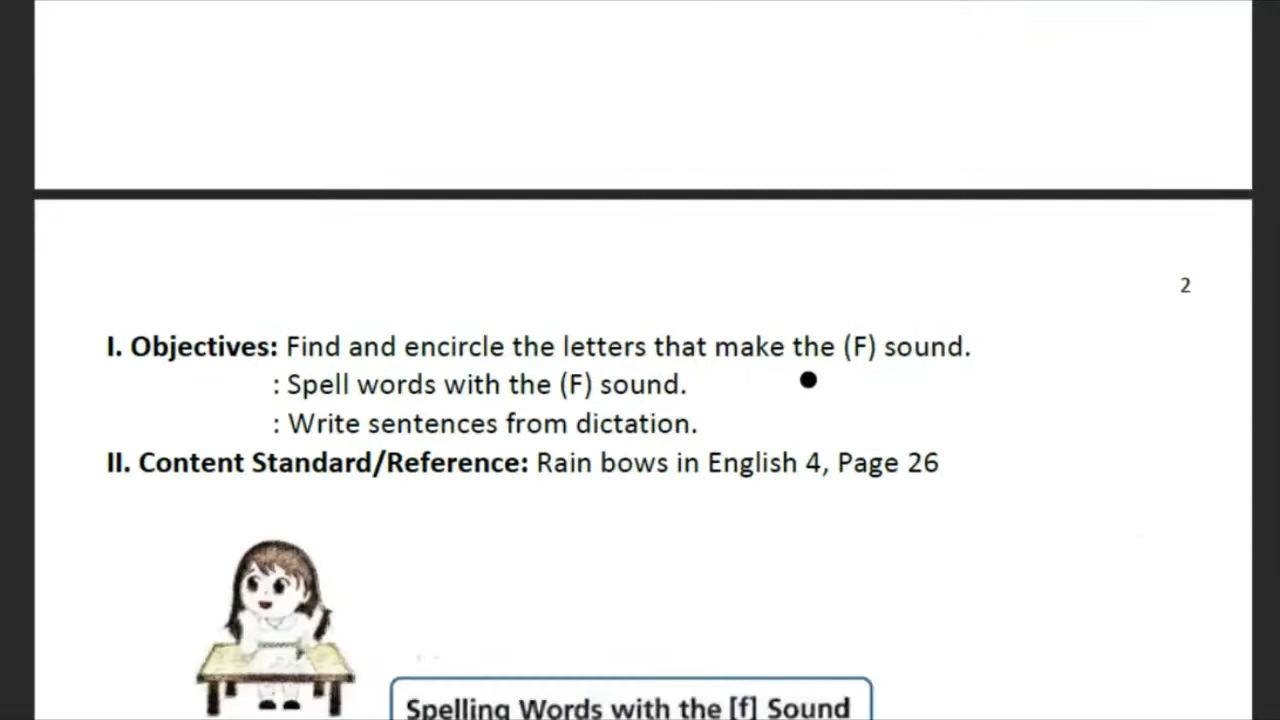 2
I. Objectives: Find and encircle the letters that make the (F) sound.
: Spell words with the (F) sound.
: Write sentences from dictation.
II. Content Standard/Reference: Rain bows in English 4, Page 26
Spelling Words with the [f] Sound